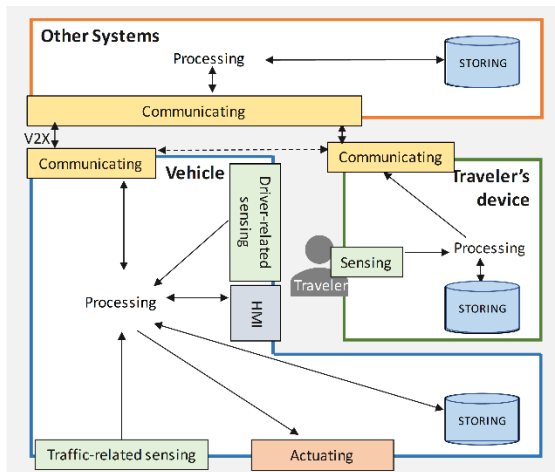 Other Systems
Processing
STORING
Communicating
V2X
Communicating
Communicating
Vehicle
Traveler's
device
Driver-related
sensing
Processing
Sensing
Traveler
Processing
HMI
STORING
STORING
Traffic-related sensing
Actuating